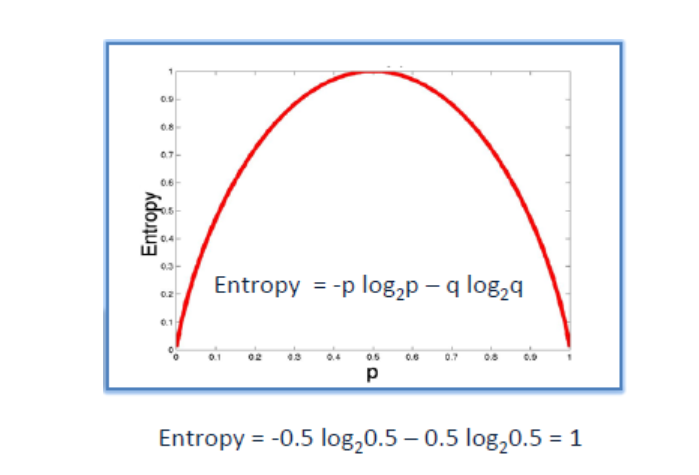 1
0.9
0.8
0.7
0.6
0.5
0.4
0.3
0.2
0.1
0
Entropy
Entropy = -p log₂p – q log₂q
0 0.1 0.2 0.3 0.4 0.5 0.6 0.7 0.8 0.9 1
p
Entropy = -0.5 log₂0.5 – 0.5 log₂0.5 = 1